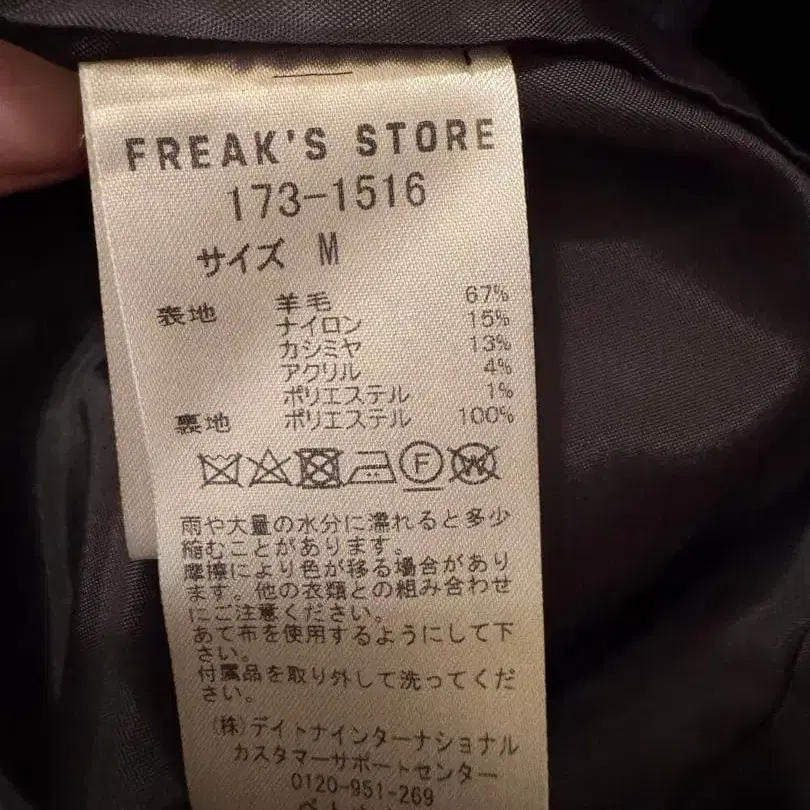 FREAK'S STORE
173-1516
サイズ M
表地 羊毛 67%
ナイロン 15%
カシミヤ 13%
アクリル 4%
ポリエステル 1%
裏地 ポリエステル 100%
F W
雨や大量の水分に濡れると多少
縮むことがあります。
摩擦により色が移る場合があり
ます。他の衣類との組み合わせ
にご注意ください。
あて布を使用するようにして下
さい。
付属品を取り外して洗ってくだ
さい。
(株)デイトナインターナショナル
カスタマーサポートセンター
0120-951-269